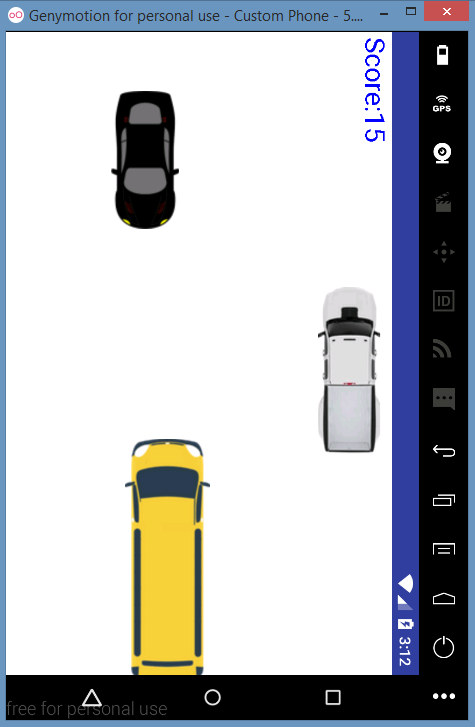 Genymotion for personal use - Custom Phone - 5....
Score:15
GPS
ID
3:12
free for personal use